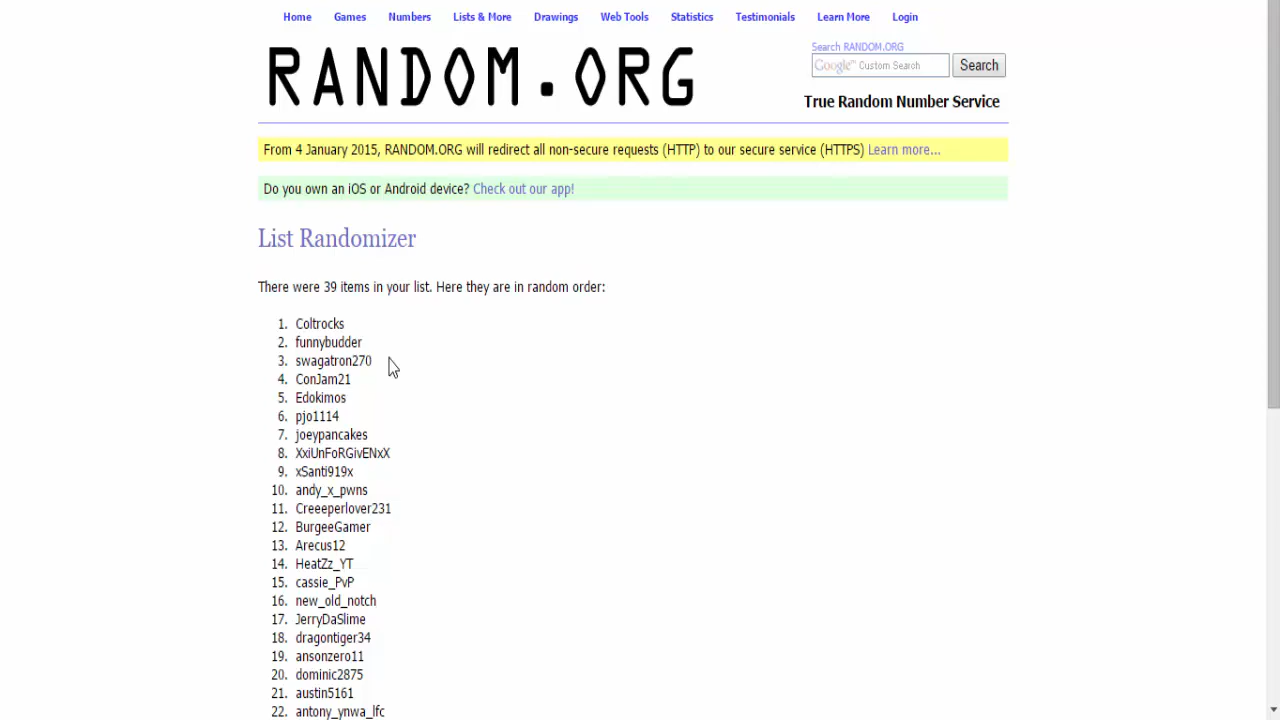 Home Games Numbers Lists & More Drawings Web Tools Statistics Testimonials Learn More Login
RANDOM.ORG
Search RANDOM.ORG
Google™ Custom Search Search
True Random Number Service
From 4 January 2015, RANDOM.ORG will redirect all non-secure requests (HTTP) to our secure service (HTTPS) Learn more...
Do you own an iOS or Android device? Check out our app!
List Randomizer
There were 39 items in your list. Here they are in random order:
1. Coltrocks
2. funnybudder
3. swagatron270
4. ConJam21
5. Edokimos
6. pjo1114
7. joeypancakes
8. XxiUnFoRGivENxX
9. xSanti919x
10. andy_x_pwns
11. Creeeperlover231
12. BurgeeGamer
13. Arecus12
14. HeatZz_YT
15. cassie_PvP
16. new_old_notch
17. JerryDaSlime
18. dragontiger34
19. ansonzero11
20. dominic2875
21. austin5161
22. antony_ynwa_lfc